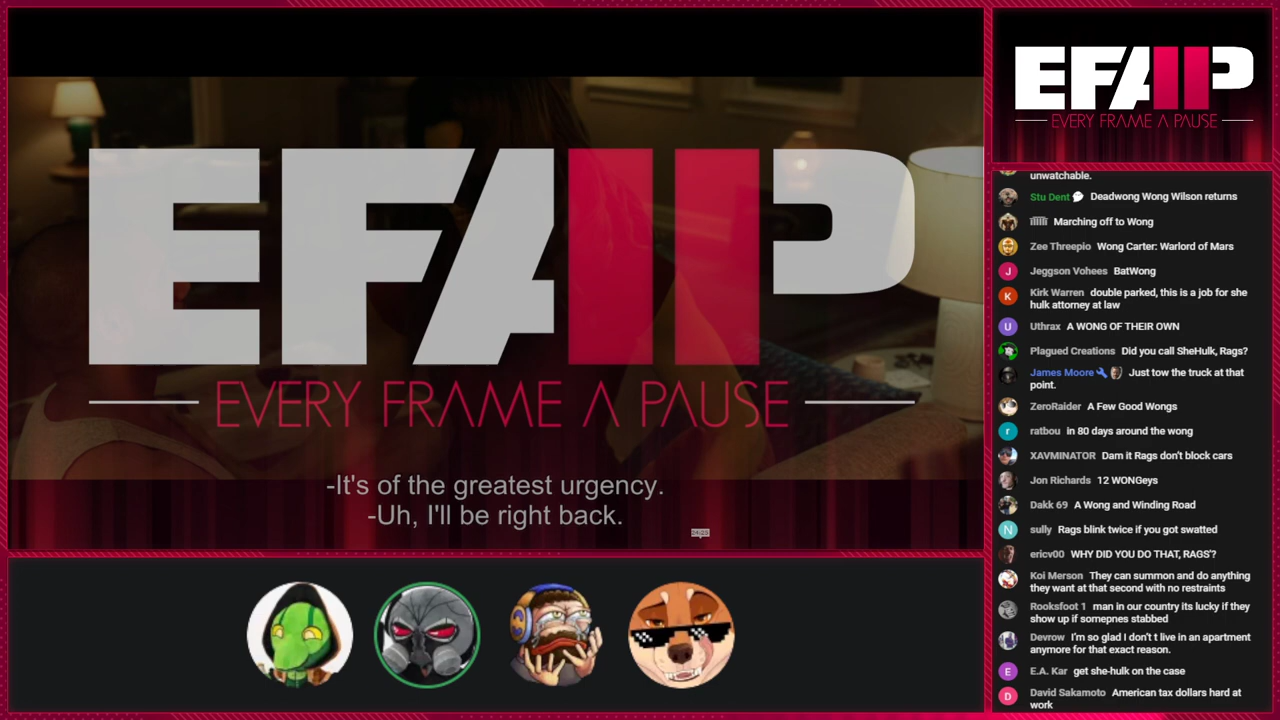 EFAP
EVERY FRAME A PAUSE
-It's of the greatest urgency.
-Uh, I'll be right back.
EFAP
EVERY FRAME A PAUSE
unwatchable.
Stu Dent Deadwong Wong Wilson returns
Marching off to Wong
Zee Threepio Wong Carter: Warlord of Mars
J
Jeggson Vohees BatWong
K
Kirk Warren double parked, this is a job for she
hulk attorney at law
U
Uthrax A WONG OF THEIR OWN
Plagued Creations Did you call SheHulk, Rags?
James Moore Just tow the truck at that
point.
ZeroRaider A Few Good Wongs
r
ratbou in 80 days around the wong
XAVMINATOR Dam it Rags don't block cars
Jon Richards 12 WONGeys
Dakk 69 A Wong and Winding Road
N
sully Rags blink twice if you got swatted
ericv00 WHY DID YOU DO THAT, RAGS'?
Koi Merson They can summon and do anything
they want at that second with no restraints
Rooksfoot 1 man in our country its lucky if they
show up if somepnes stabbed
Devrow I'm so glad I don't t live in an apartment
anymore for that exact reason.
E
E.A. Kar get she-hulk on the case
D
David Sakamoto American tax dollars hard at
work